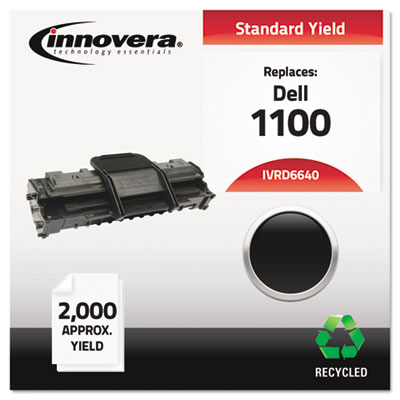 innovera
technology essentials
Standard Yield
Replaces:
Dell
1100
IVRD6640
2,000
APPROX.
YIELD
RECYCLED